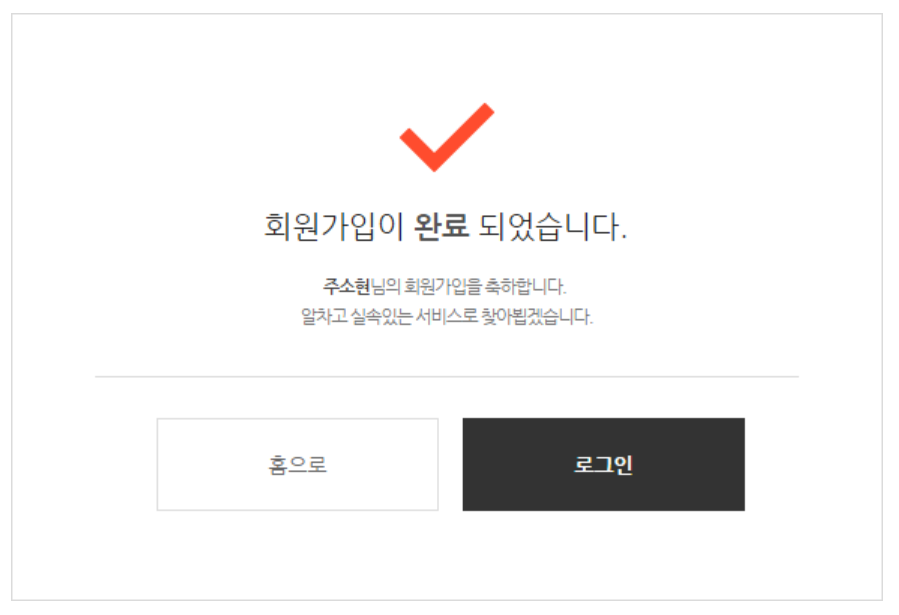 회원가입이 완료 되었습니다.
주소현님의 회원가입을 축하합니다.
알차고 실속있는 서비스로 찾아뵙겠습니다.
홈으로
로그인